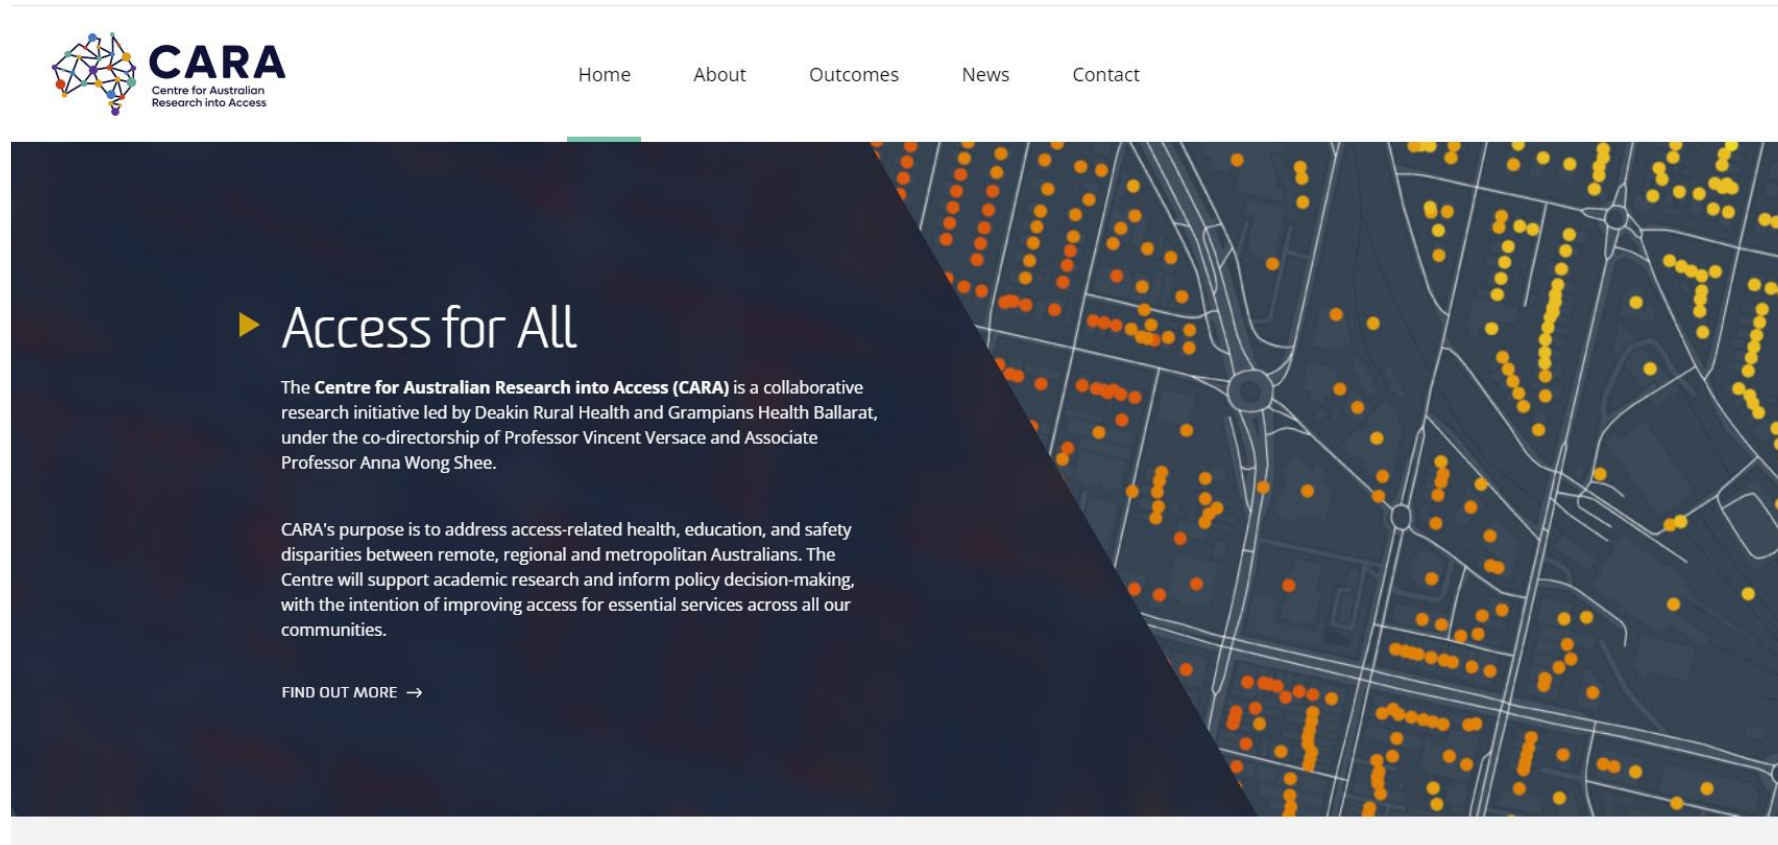 CARA
Centre for Australian
Research into Access
Home
About
Outcomes
News
Contact
Access for All
The Centre for Australian Research into Access (CARA) is a collaborative
research initiative led by Deakin Rural Health and Grampians Health Ballarat,
under the co-directorship of Professor Vincent Versace and Associate
Professor Anna Wong Shee.
CARA's purpose is to address access-related health, education, and safety
disparities between remote, regional and metropolitan Australians. The
Centre will support academic research and inform policy decision-making,
with the intention of improving access for essential services across all our
communities.
FIND OUT MORE →